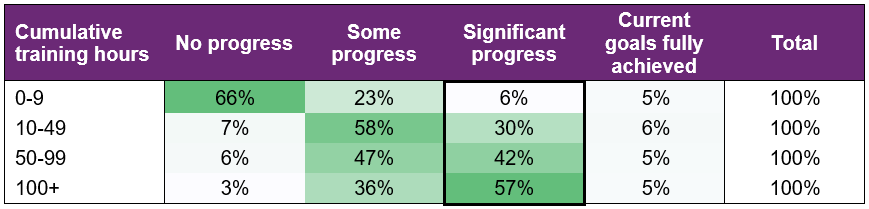 Cumulative training hours No progress Some progress Significant progress Current goals fully achieved Total
0-9 66% 23% 6% 5% 100%
10-49 7% 58% 30% 6% 100%
50-99 6% 47% 42% 5% 100%
100+ 3% 36% 57% 5% 100%